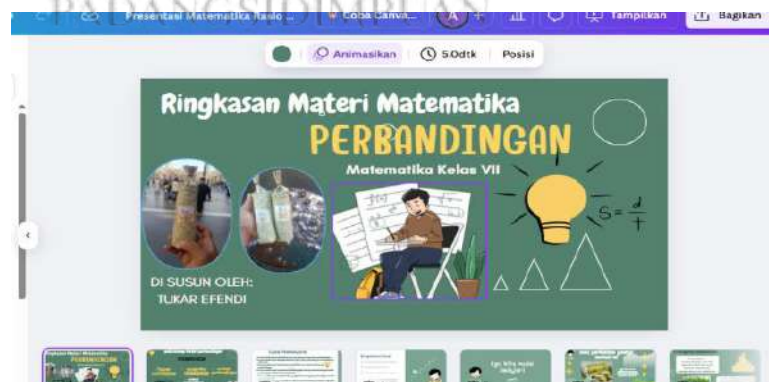 PADANGSIDIMPUAN
Presentasi Matematika Rasio ...
Coba Canva...
A
Tampilkan
Bagikan
Animasikan
5.0dtk
Posisi
Ringkasan Materi Matematika
PERBANDINGAN
Matematika Kelas VII
S = d
t
DI SUSUN OLEH:
TUKAR EFENDI